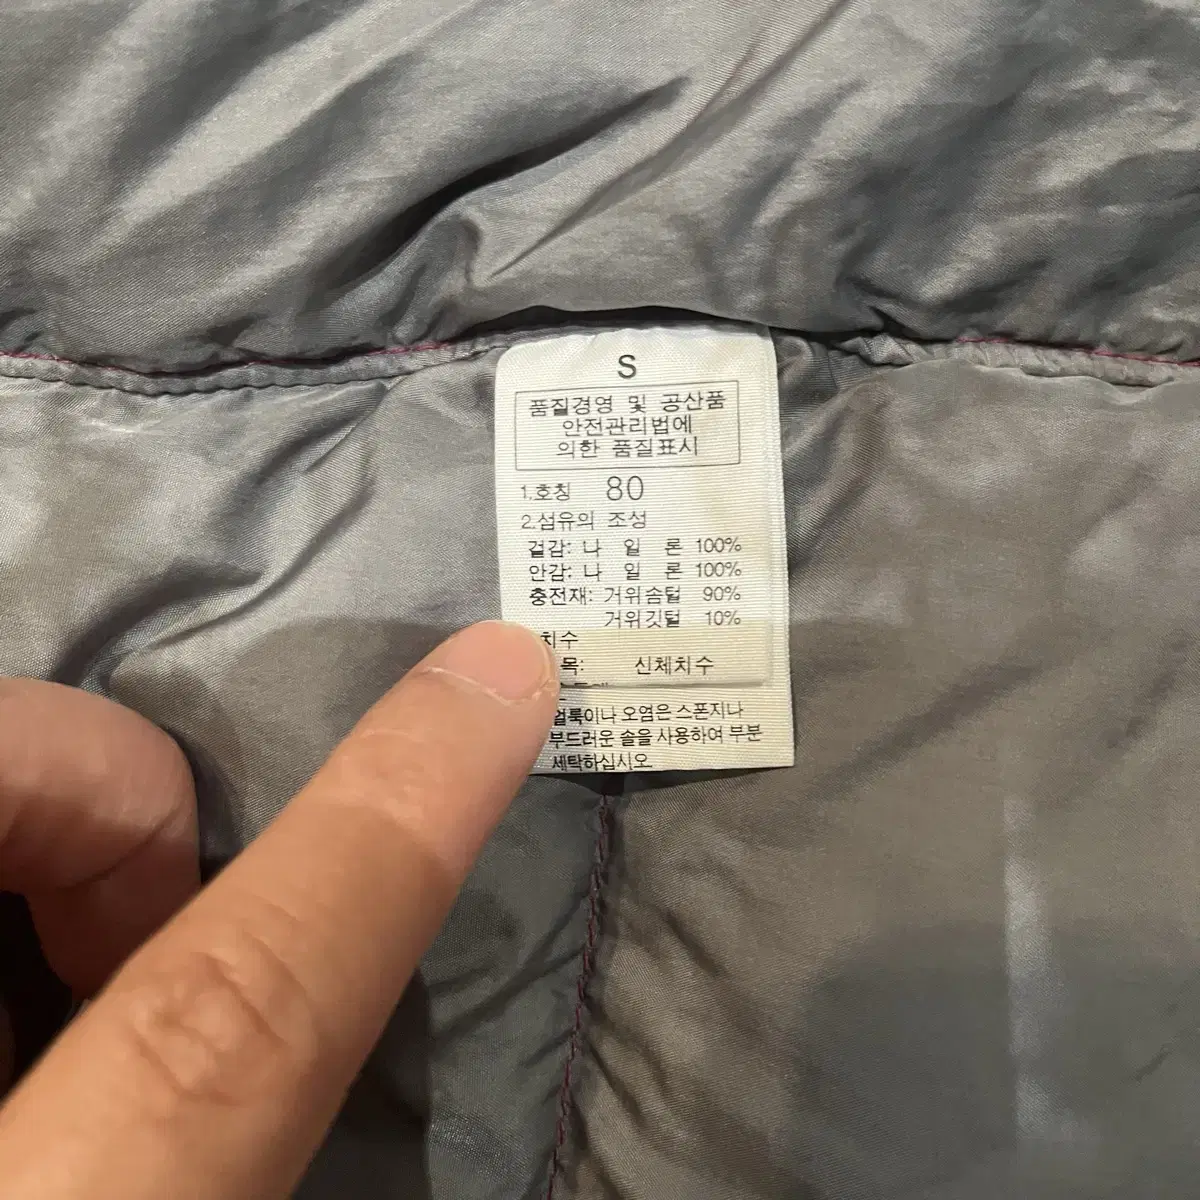 S
품질경영 및 공산품
안전관리법에
의한 품질표시
1.호칭 80
2.섬유의 조성
겉감: 나 일 론 100%
안감: 나 일 론 100%
충전재: 거위솜털 90%
거위깃털 10%
치수
목: 신체치수
얼룩이나 오염은 스폰지나
부드러운 솔을 사용하여 부분
세탁하십시오.